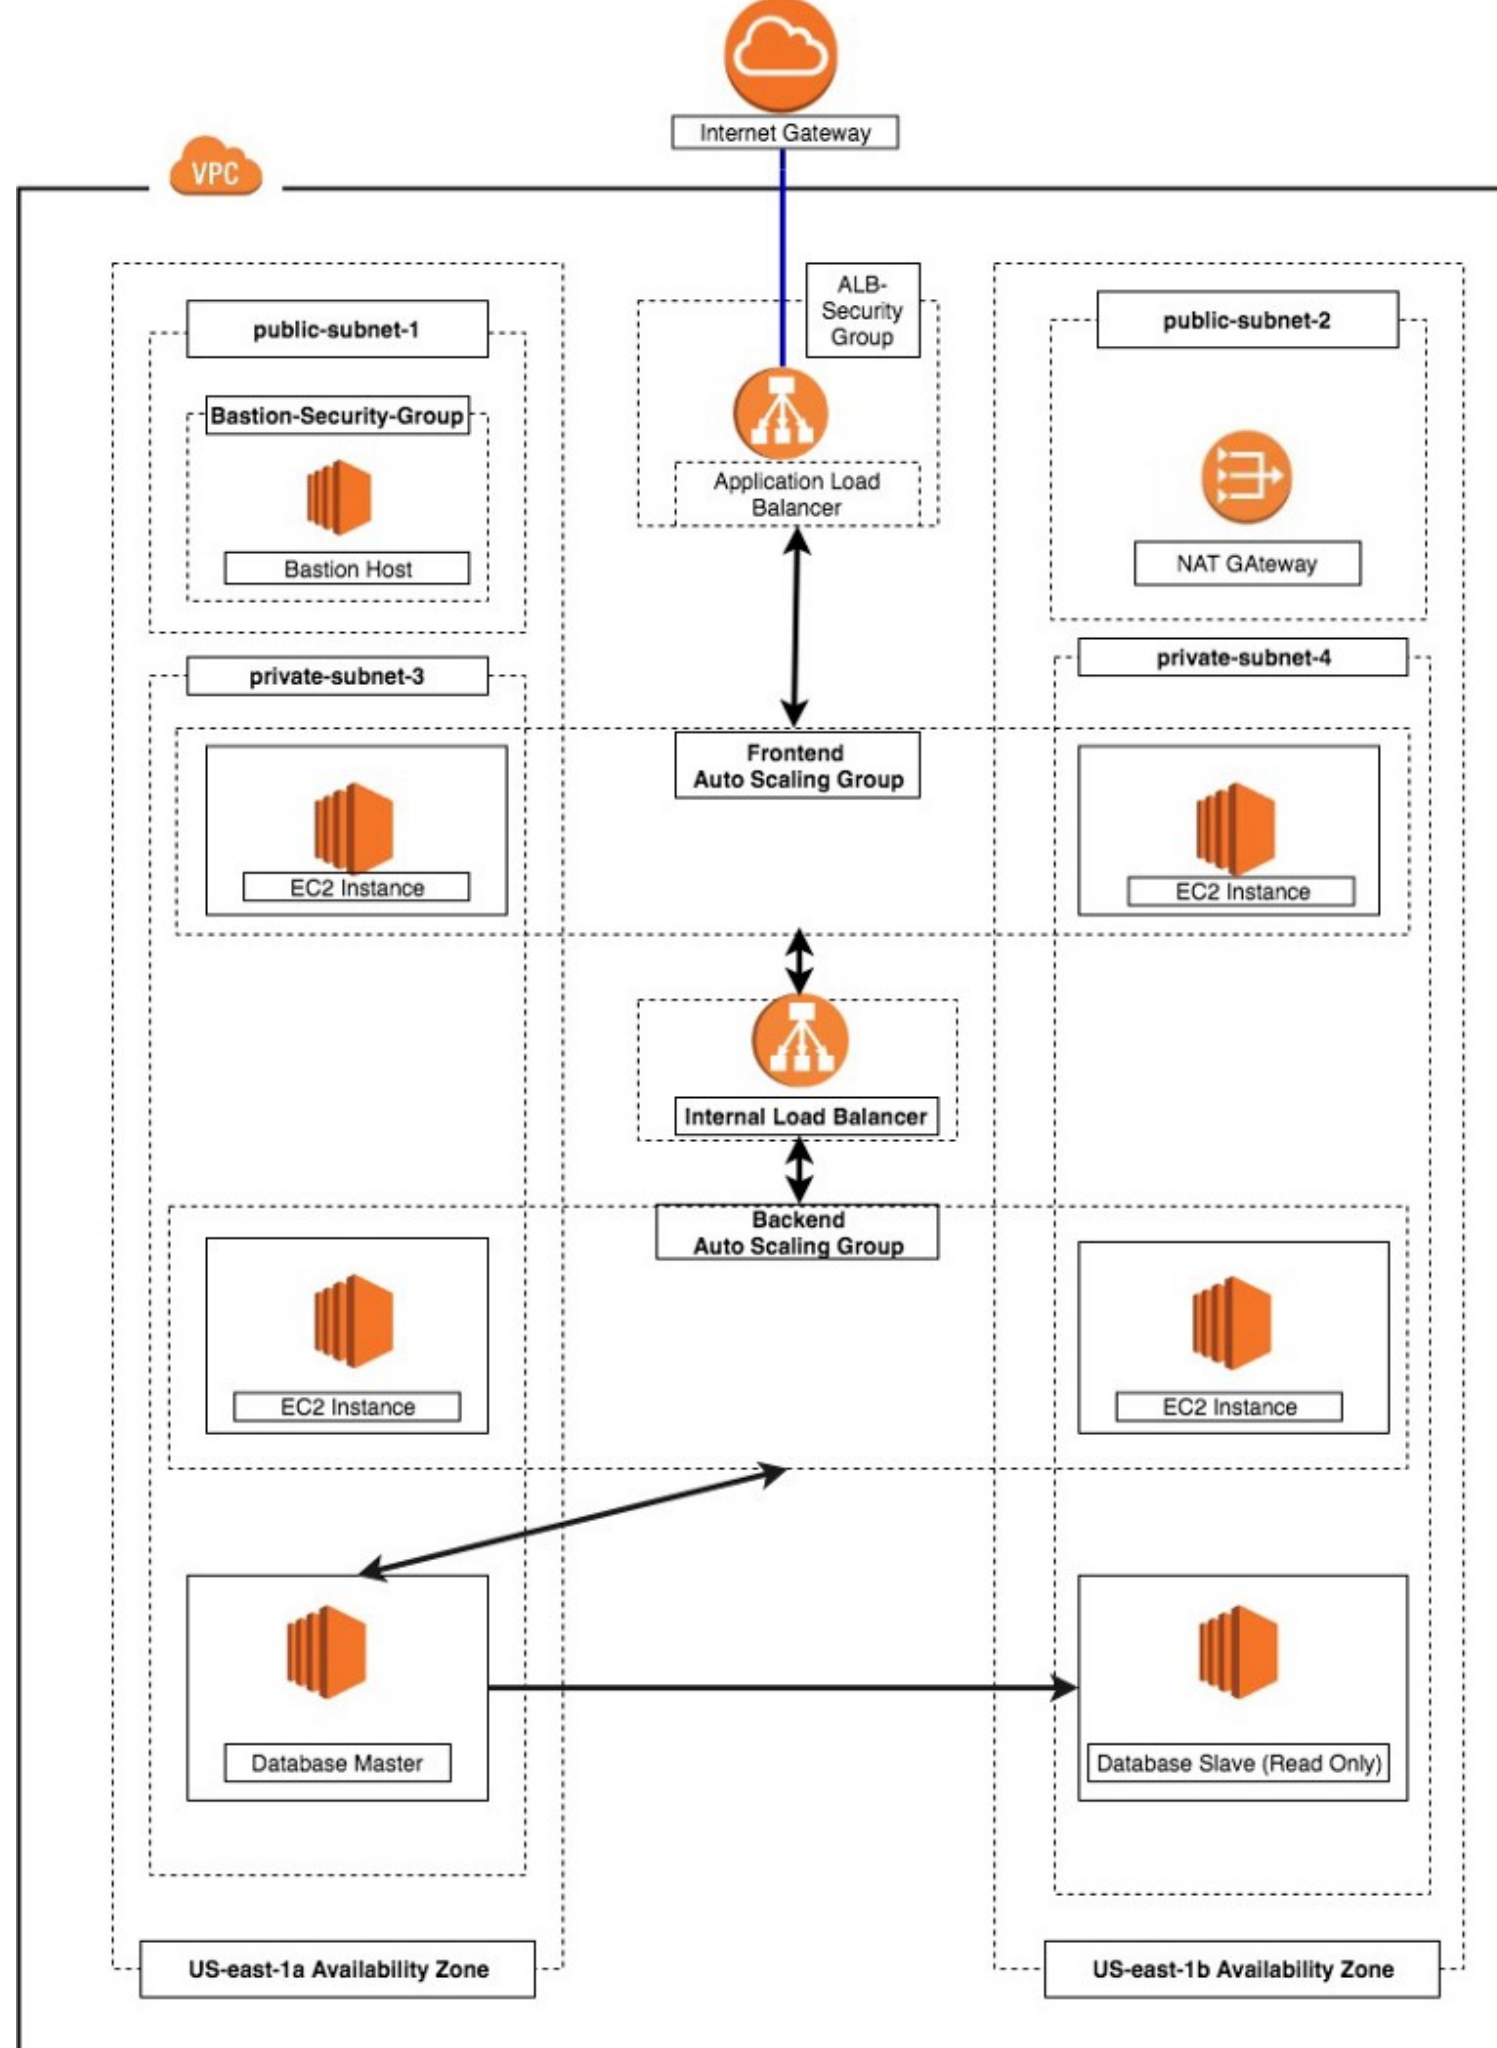 Internet Gateway
VPC
ALB-
Security
Group
public-subnet-1
public-subnet-2
Bastion-Security-Group
Application Load
Balancer
Bastion Host
NAT GAteway
private-subnet-3
private-subnet-4
Frontend
Auto Scaling Group
EC2 Instance
EC2 Instance
Internal Load Balancer
Backend
Auto Scaling Group
EC2 Instance
EC2 Instance
Database Master
Database Slave (Read Only)
US-east-1a Availability Zone
US-east-1b Availability Zone